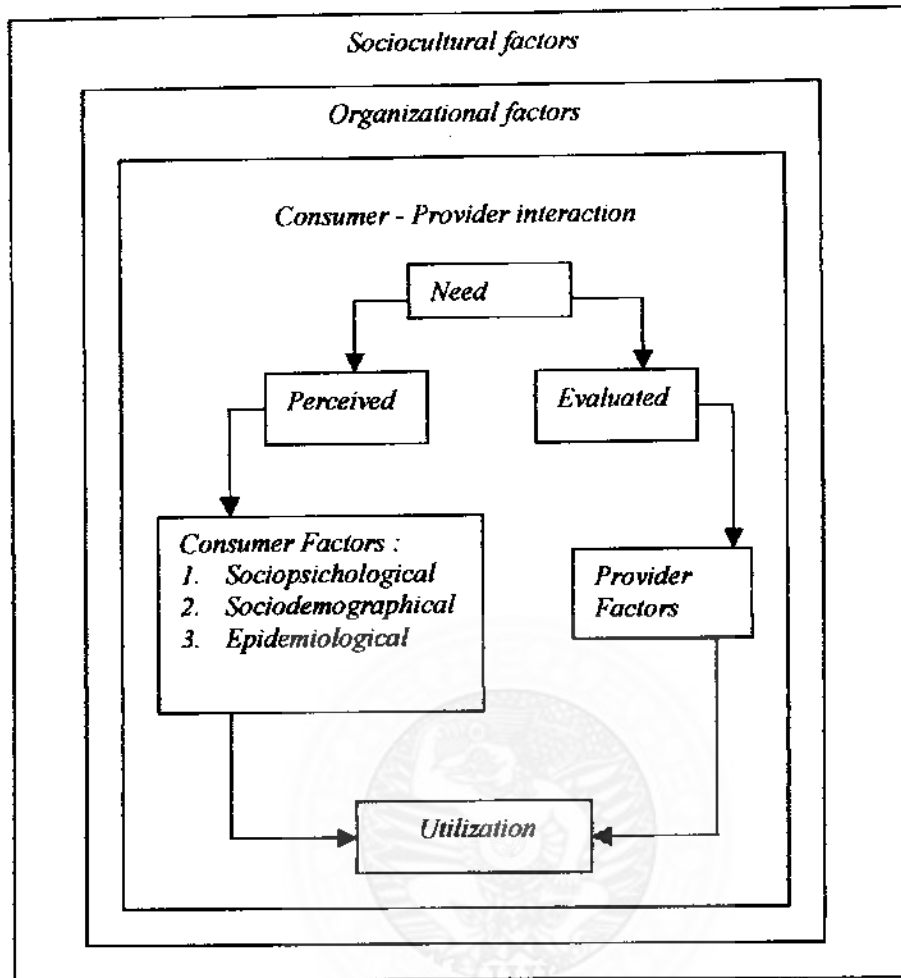 Sociocultural factors
Organizational factors
Consumer - Provider interaction
Need
Perceived
Evaluated
Consumer Factors :
1. Sociopsichological
2. Sociodemographical
3. Epidemiological
Provider
Factors
Utilization